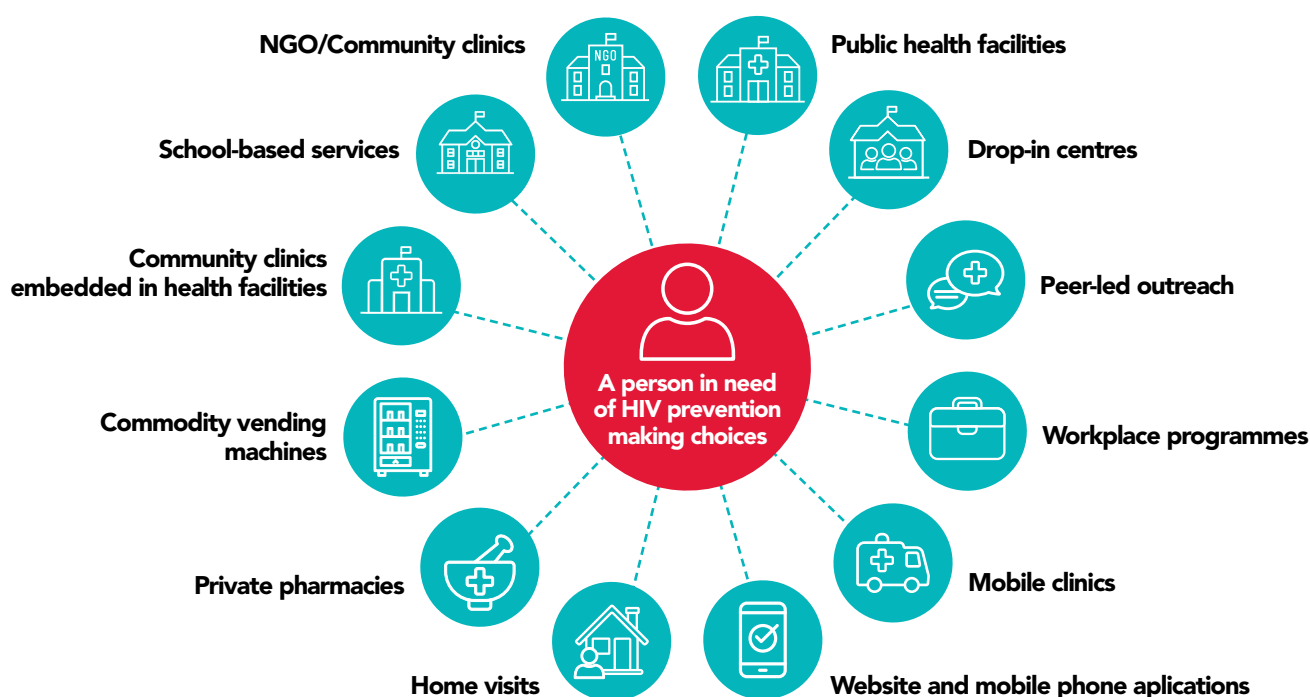 NGO/Community clinics
NGO
Public health facilities
School-based services
Drop-in centres
Community clinics
embedded in health facilities
Peer-led outreach
A person in need
of HIV prevention
making choices
Commodity vending
machines
Workplace programmes
Private pharmacies
Mobile clinics
Home visits
Website and mobile phone aplications